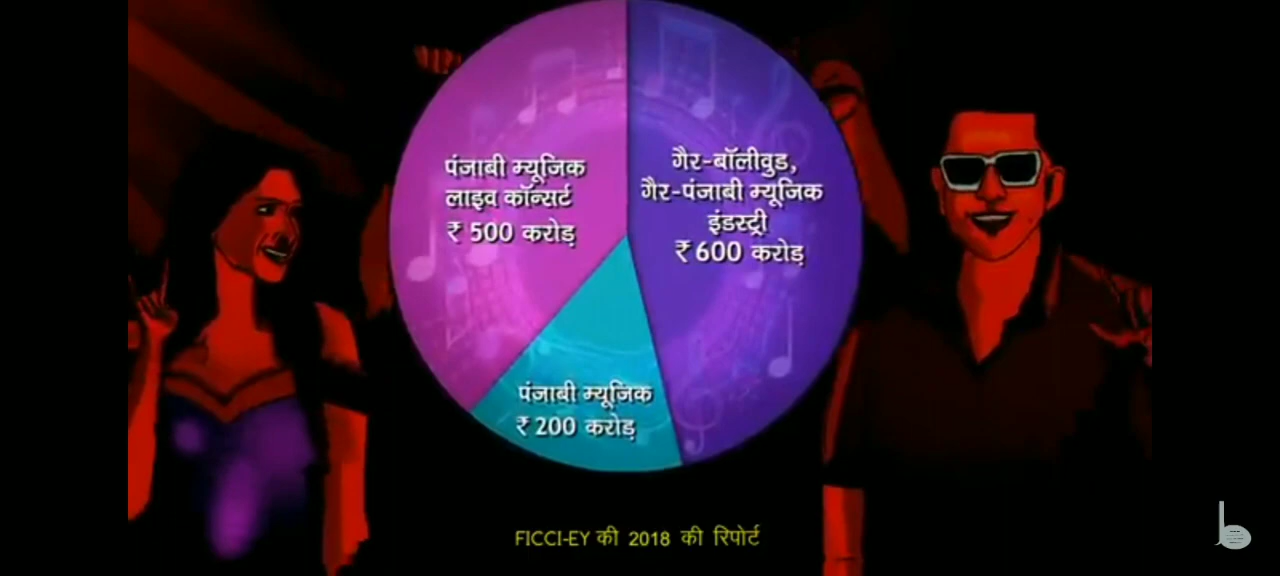 पंजाबी म्यूजिक
लाइव कॉन्सर्ट
₹ 500 करोड़
गैर-बॉलीवुड,
गैर-पंजाबी म्यूजिक
इंडस्ट्री
₹ 600 करोड़
पंजाबी म्यूजिक
₹ 200 करोड़
FICCI-EY की 2018 की रिपोर्ट
b